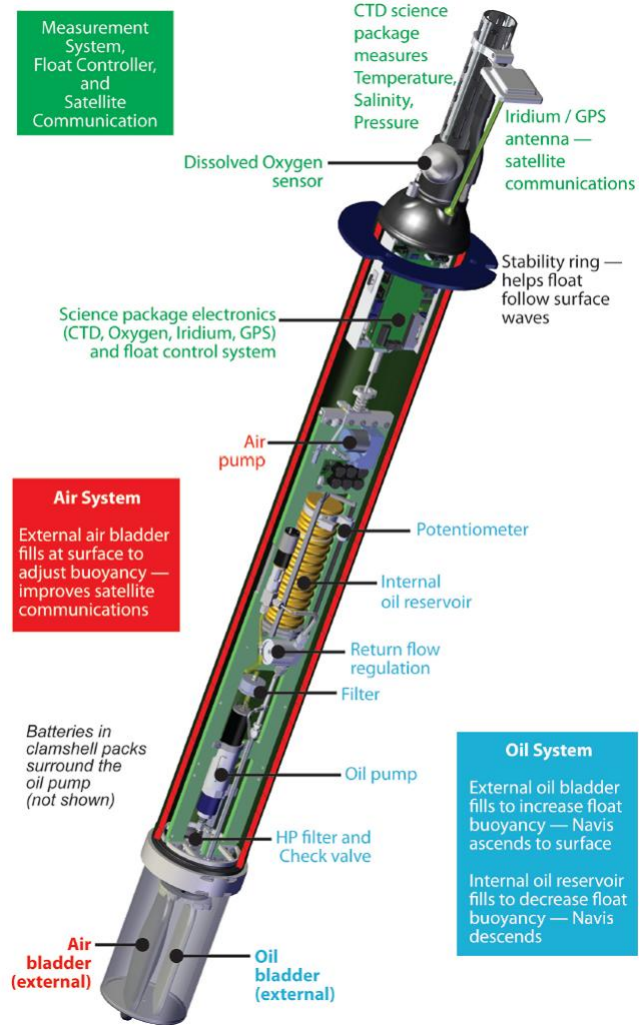 Measurement
System,
Float Controller,
and
Satellite
Communication
CTD science
package
measures
Temperature,
Salinity,
Pressure
Iridium / GPS
antenna —
satellite
communications
Dissolved Oxygen
sensor
Stability ring —
helps float
follow surface
waves
Science package electronics
(CTD, Oxygen, Iridium, GPS)
and float control system
Air
pump
Air System
External air bladder
fills at surface to
adjust buoyancy —
improves satellite
communications
Potentiometer
Internal
oil reservoir
Return flow
regulation
Filter
Batteries in
clamshell packs
surround the
oil pump
(not shown)
Oil pump
HP filter and
Check valve
Oil System
External oil bladder
fills to increase float
buoyancy — Navis
ascends to surface
Internal oil reservoir
fills to decrease float
buoyancy — Navis
descends
Air
bladder
(external)
Oil
bladder
(external)